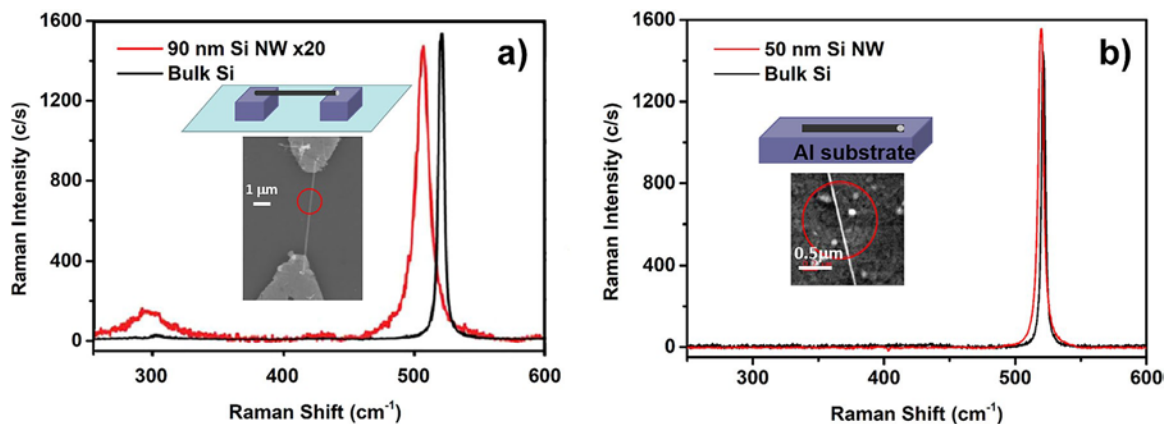 1600
1200
800
400
0
Raman Intensity (c/s)
90 nm Si NW x20
Bulk Si
a)
1 μm
300
400
500
600
Raman Shift (cm⁻¹)
1600
1200
800
400
0
Raman Intensity (c/s)
50 nm Si NW
Bulk Si
b)
Al substrate
0.5μm
300
400
500
600
Raman Shift (cm⁻¹)